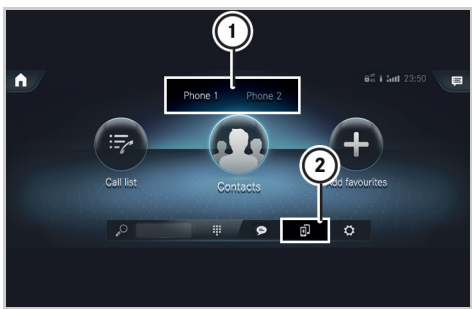 1
Phone 1 Phone 2
23:50
Call list
Contacts
2
Add favourites